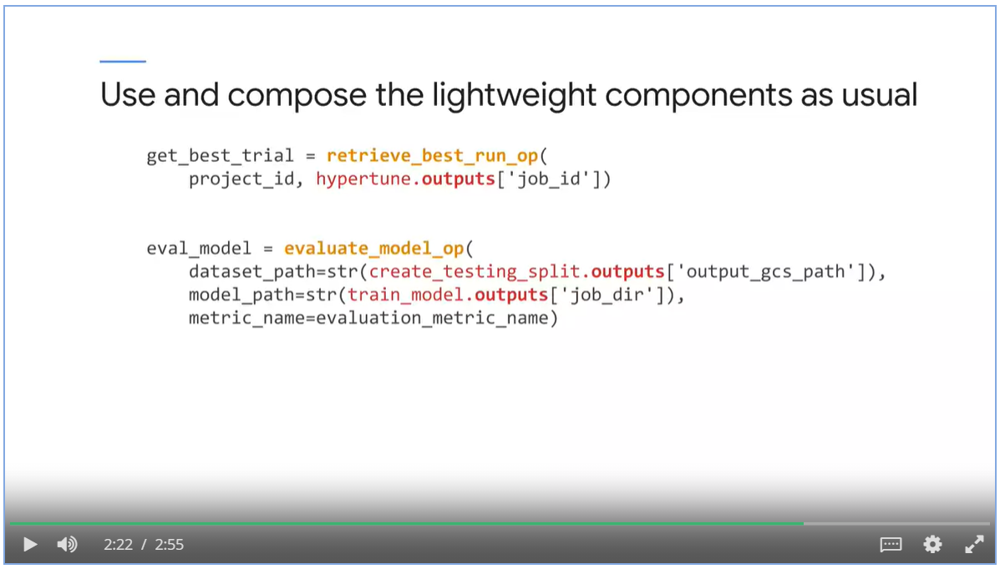 Use and compose the lightweight components as usual
get_best_trial = retrieve_best_run_op(
project_id, hypertune.outputs['job_id'])
eval_model = evaluate_model_op(
dataset_path=str(create_testing_split.outputs['output_gcs_path']),
model_path=str(train_model.outputs['job_dir']),
metric_name=evaluation_metric_name)
2:22 / 2:55